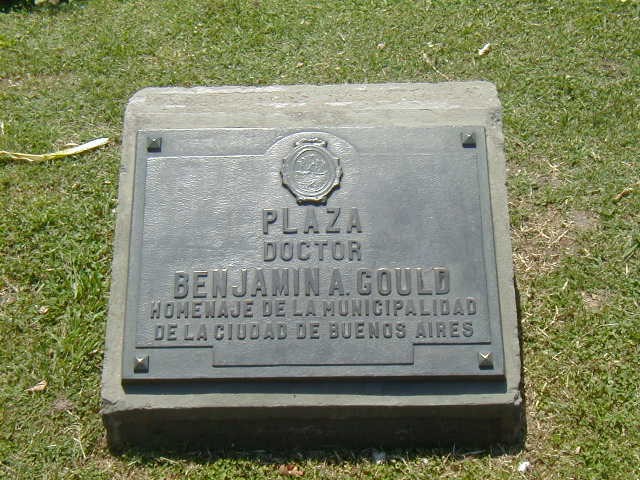 PLAZA
DOCTOR
BENJAMIN A. GOULD
HOMENAJE DE LA MUNICIPALIDAD
DE LA CIUDAD DE BUENOS AIRES